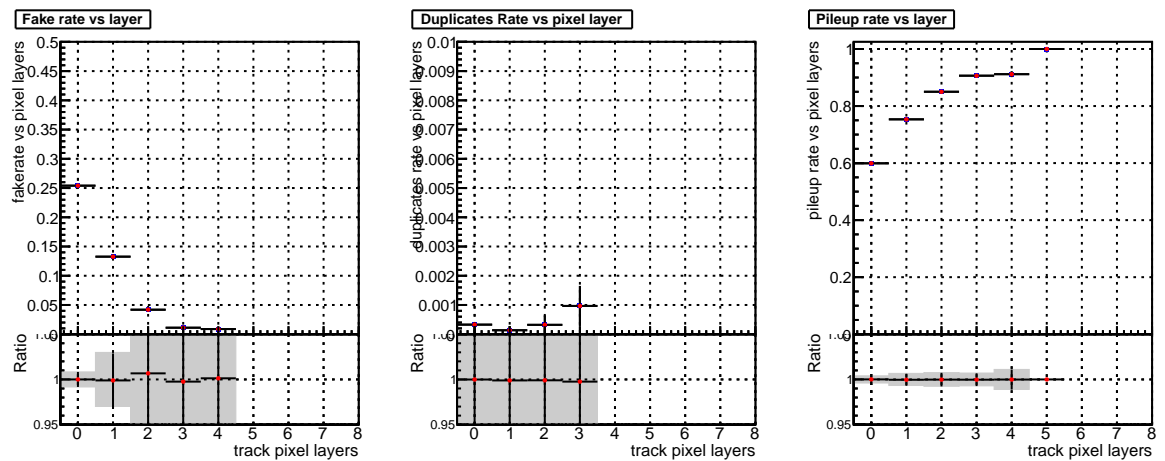 Fake rate vs layer
fakerate vs pixel layers
0.5
0.45
0.4
0.35
0.3
0.25
0.2
0.15
0.1
0.05
0
Ratio
1
0.95
0 1 2 3 4 5 6 7 8
track pixel layers
Duplicates Rate vs pixel layer
duplicates rate vs pixel layers
0.01
0.009
0.008
0.007
0.006
0.005
0.004
0.003
0.002
0.001
0
Ratio
1
0.95
0 1 2 3 4 5 6 7 8
track pixel layers
Pileup rate vs layer
pileup rate vs pixel layers
1
0.8
0.6
0.4
0.2
0
Ratio
1
0.95
0 1 2 3 4 5 6 7 8
track pixel layers